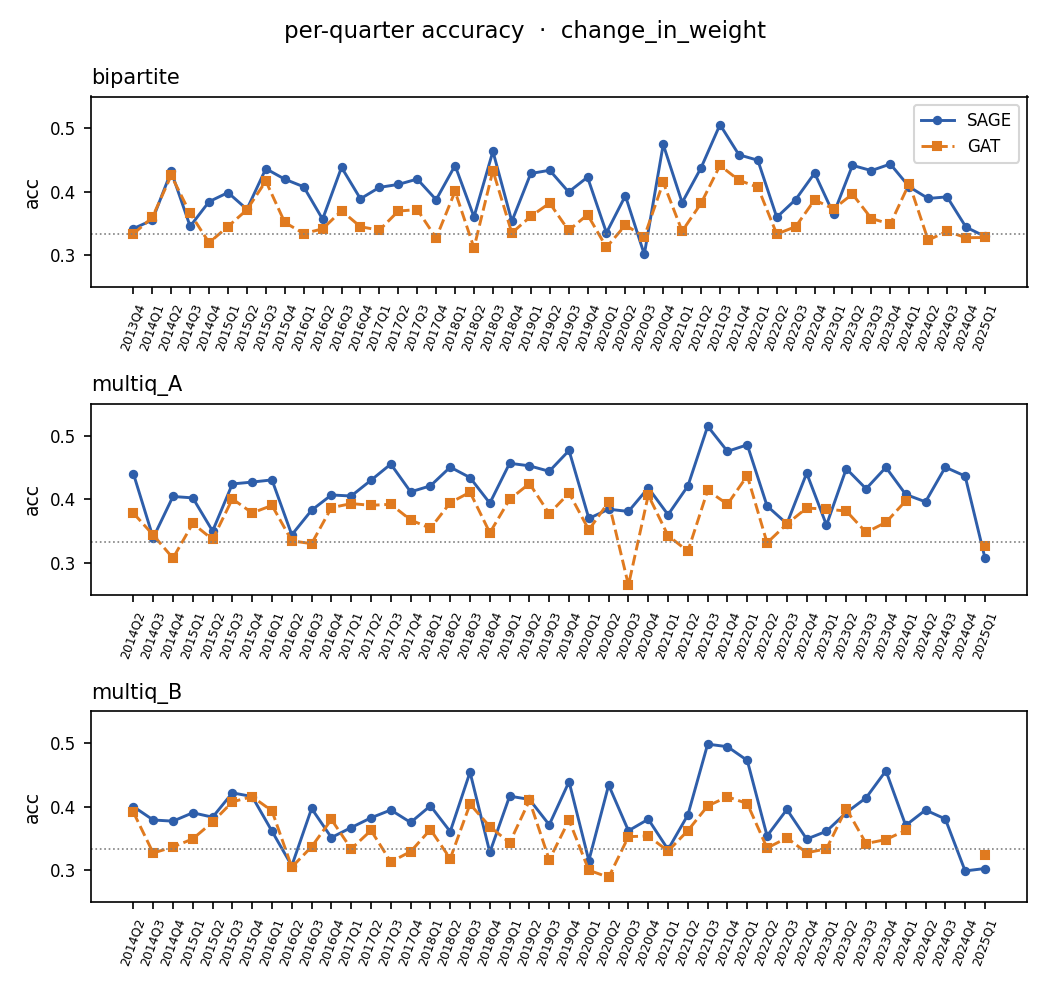 per-quarter accuracy · change_in_weight
bipartite
0.5
0.4
0.3
acc
SAGE
GAT
2013Q4 2014Q1 2014Q2 2014Q3 2014Q4 2015Q1 2015Q2 2015Q3 2015Q4 2016Q1 2016Q2 2016Q3 2016Q4 2017Q1 2017Q2 2017Q3 2017Q4 2018Q1 2018Q2 2018Q3 2018Q4 2019Q1 2019Q2 2019Q3 2019Q4 2020Q1 2020Q2 2020Q3 2020Q4 2021Q1 2021Q2 2021Q3 2021Q4 2022Q1 2022Q2 2022Q3 2022Q4 2023Q1 2023Q2 2023Q3 2023Q4 2024Q1 2024Q2 2024Q3 2024Q4 2025Q1
multiq_A
0.5
0.4
0.3
acc
2014Q2 2014Q3 2014Q4 2015Q1 2015Q2 2015Q3 2015Q4 2016Q1 2016Q2 2016Q3 2016Q4 2017Q1 2017Q2 2017Q3 2017Q4 2018Q1 2018Q2 2018Q3 2018Q4 2019Q1 2019Q2 2019Q3 2019Q4 2020Q1 2020Q2 2020Q3 2020Q4 2021Q1 2021Q2 2021Q3 2021Q4 2022Q1 2022Q2 2022Q3 2022Q4 2023Q1 2023Q2 2023Q3 2023Q4 2024Q1 2024Q2 2024Q3 2024Q4 2025Q1
multiq_B
0.5
0.4
0.3
acc
2014Q2 2014Q3 2014Q4 2015Q1 2015Q2 2015Q3 2015Q4 2016Q1 2016Q2 2016Q3 2016Q4 2017Q1 2017Q2 2017Q3 2017Q4 2018Q1 2018Q2 2018Q3 2018Q4 2019Q1 2019Q2 2019Q3 2019Q4 2020Q1 2020Q2 2020Q3 2020Q4 2021Q1 2021Q2 2021Q3 2021Q4 2022Q1 2022Q2 2022Q3 2022Q4 2023Q1 2023Q2 2023Q3 2023Q4 2024Q1 2024Q2 2024Q3 2024Q4 2025Q1